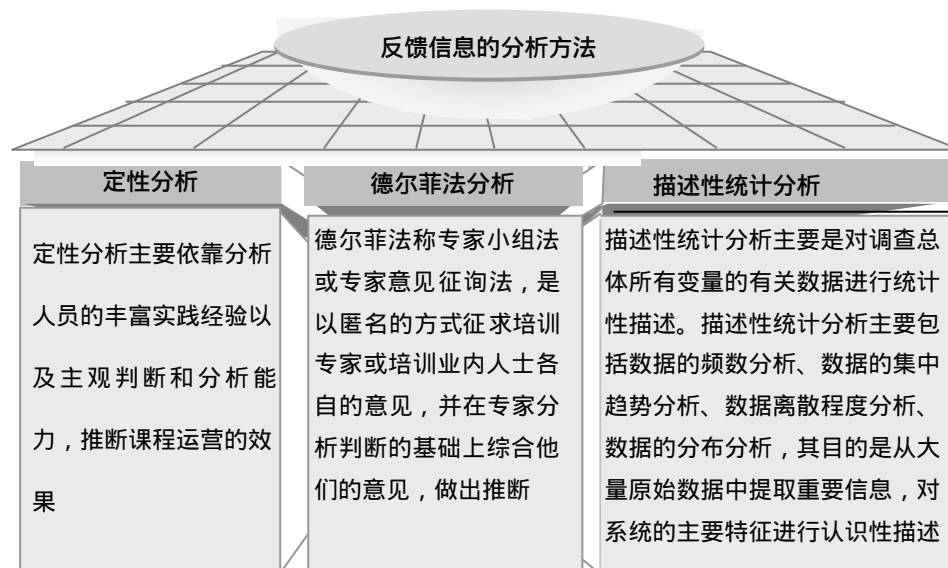 反馈信息的分析方法
定性分析
定性分析主要依靠分析
人员的丰富实践经验以
及主观判断和分析能
力，推断课程运营的效
果
德尔菲法分析
德尔菲法称专家小组法
或专家意见征询法，是
以匿名的方式征求培训
专家或培训业内人士各
自的意见，并在专家分
析判断的基础上综合他
们的意见，做出推断
描述性统计分析
描述性统计分析主要是对调查总
体所有变量的有关数据进行统计
性描述。描述性统计分析主要包
括数据的频数分析、数据的集中
趋势分析、数据离散程度分析、
数据的分布分析，其目的是从大
量原始数据中提取重要信息，对
系统的主要特征进行认识性描述